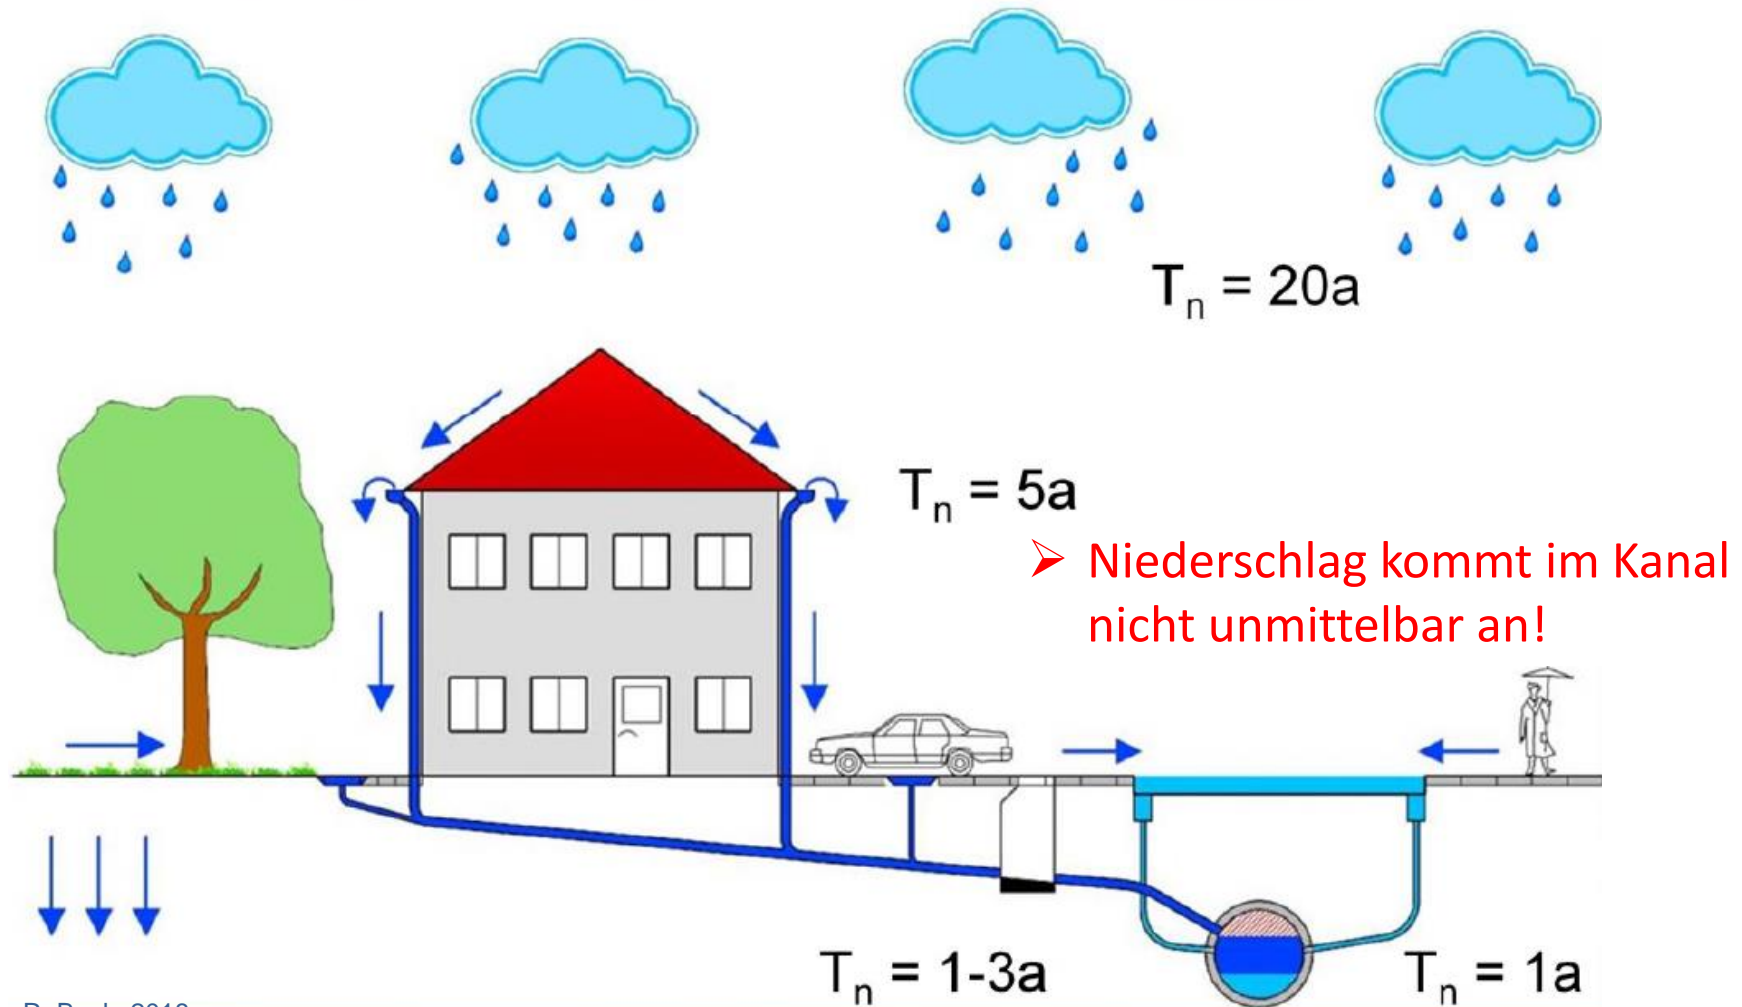 Tn = 20a
Tn = 5a
➢ Niederschlag kommt im Kanal
nicht unmittelbar an!
Tn = 1-3a
Tn = 1a